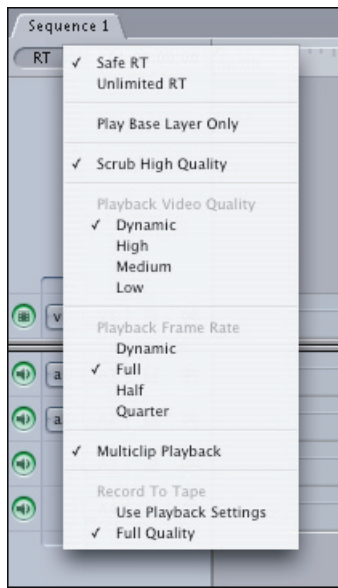 Sequence 1
RT
✓ Safe RT
Unlimited RT
Play Base Layer Only
✓ Scrub High Quality
Playback Video Quality
✓ Dynamic
High
Medium
Low
Playback Frame Rate
Dynamic
✓ Full
Half
Quarter
✓ Multiclip Playback
Record To Tape
Use Playback Settings
✓ Full Quality
v
a
a